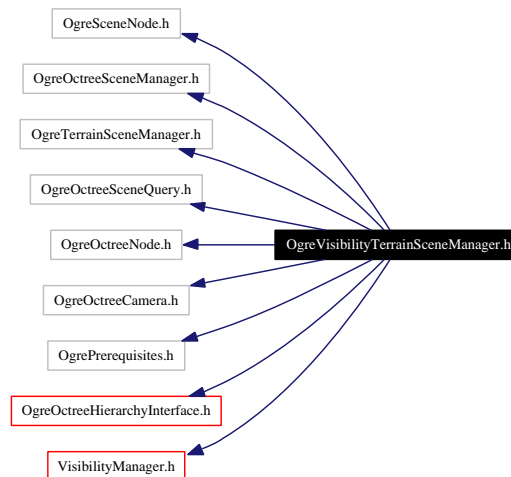 OgreSceneNode.h
OgreOctreeSceneManager.h
OgreTerrainSceneManager.h
OgreOctreeSceneQuery.h
OgreVisibilityTerrainSceneManager.h
OgreOctreeNode.h
OgreOctreeCamera.h
OgrePrerequisites.h
OgreOctreeHierarchyInterface.h
VisibilityManager.h